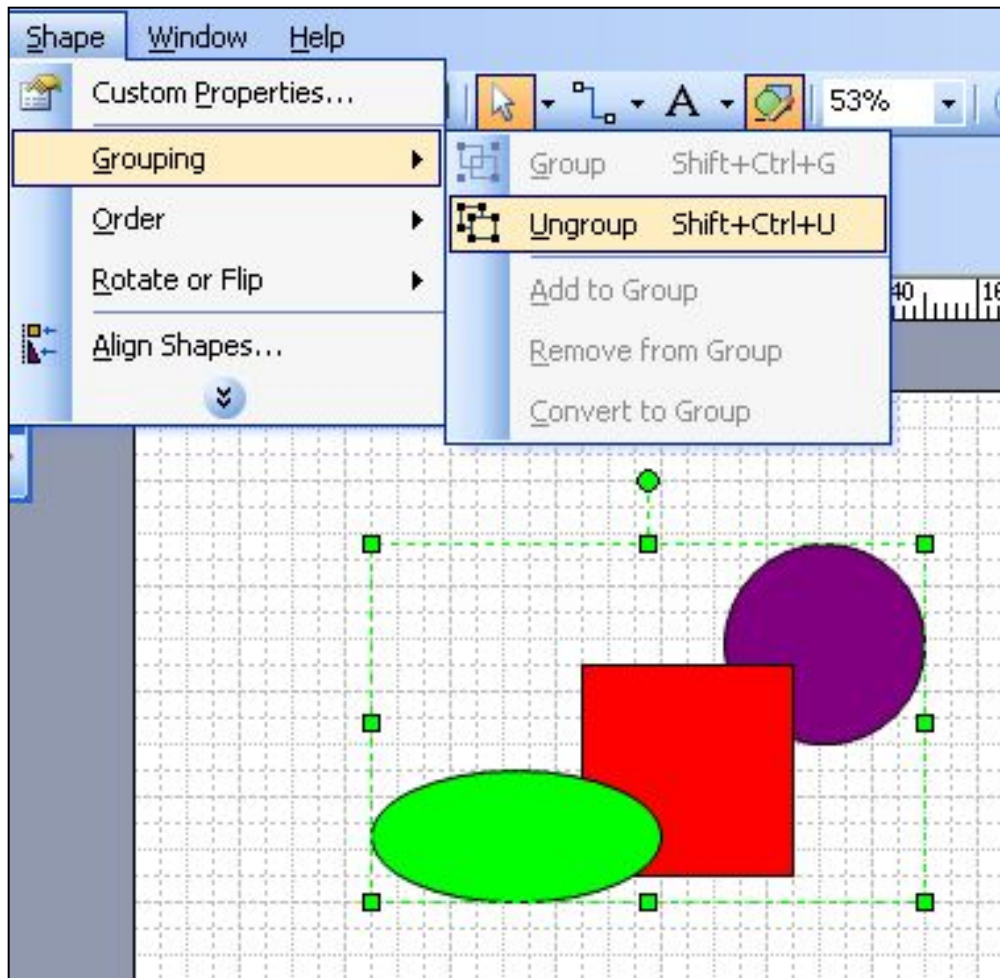 Shape Window Help
Custom Properties...
A 53%
Grouping
Group Shift+Ctrl+G
Order
Ungroup Shift+Ctrl+U
Rotate or Flip
Add to Group
Align Shapes...
Remove from Group
Convert to Group